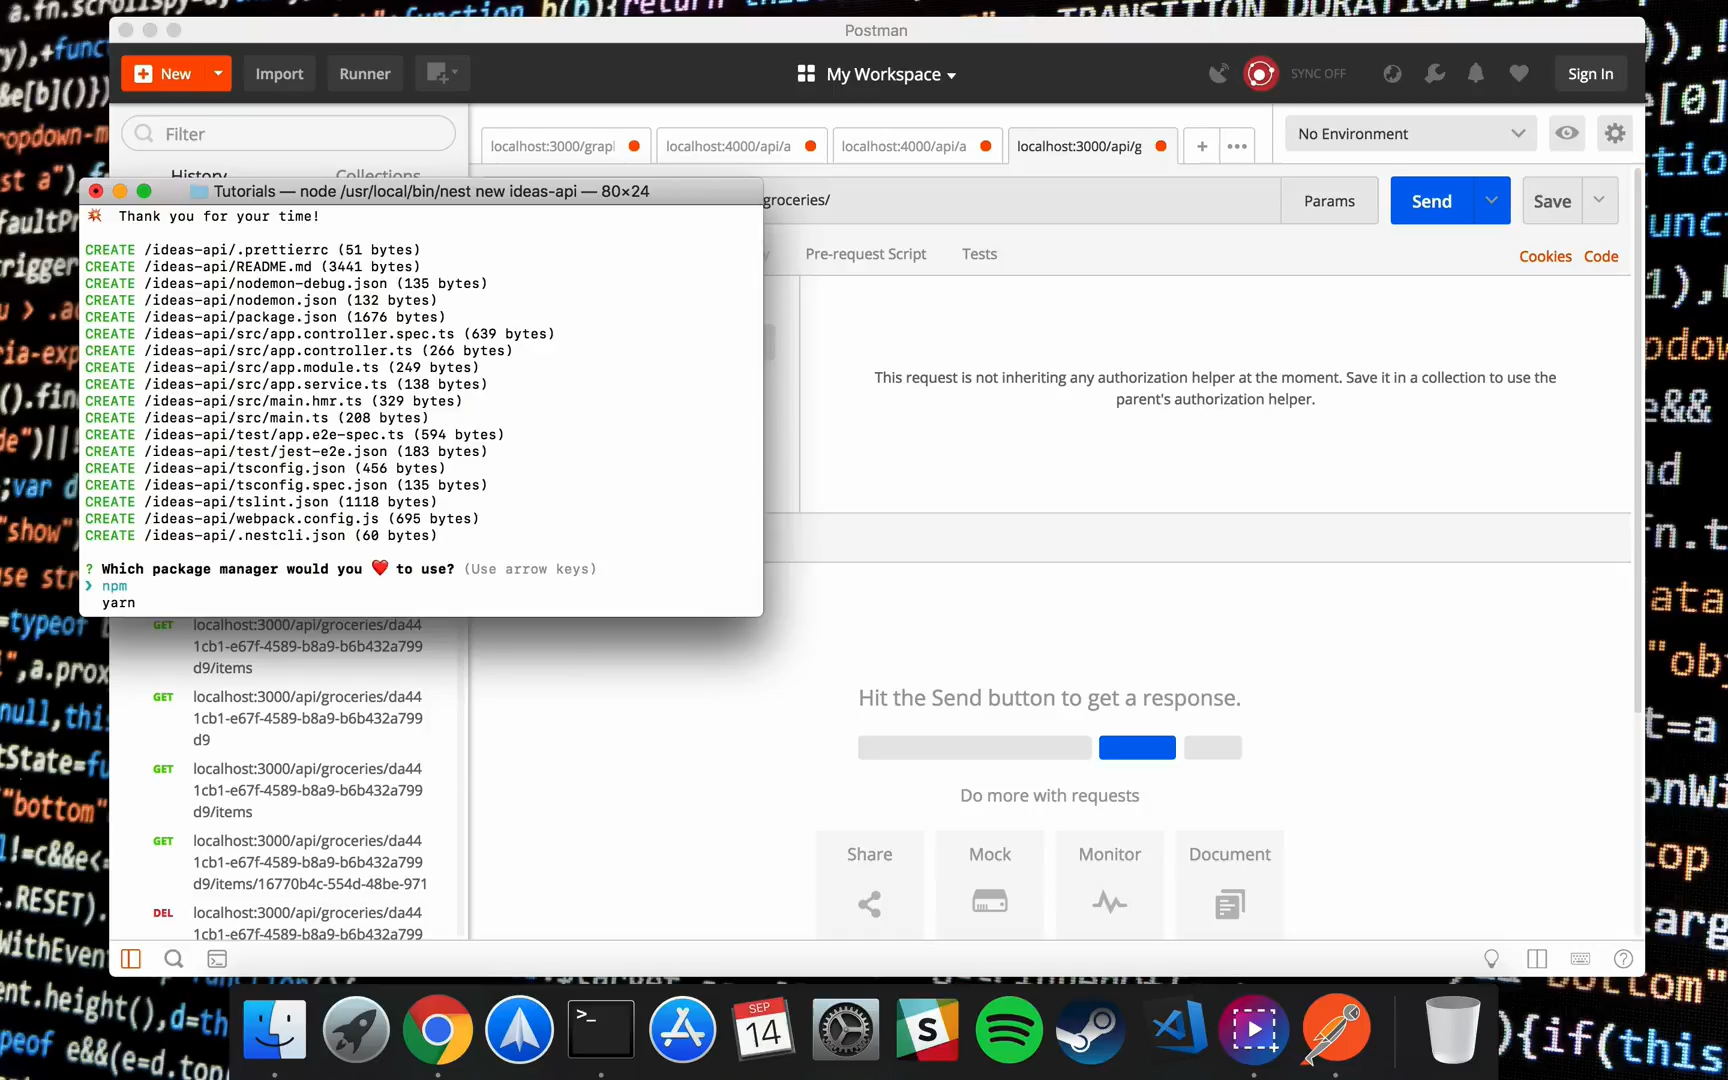 Postman
New
Import
Runner
My Workspace
SYNC OFF
Sign In
Filter
localhost:3000/grapl
localhost:4000/api/a
localhost:4000/api/a
localhost:3000/api/g
No Environment
History
Collections
groceries/
Params
Send
Save
Pre-request Script
Tests
Cookies
Code
Tutorials — node /usr/local/bin/nest new ideas-api — 80×24
Thank you for your time!
CREATE /ideas-api/.prettierrc (51 bytes)
CREATE /ideas-api/README.md (3441 bytes)
CREATE /ideas-api/nodemon-debug.json (135 bytes)
CREATE /ideas-api/nodemon.json (132 bytes)
CREATE /ideas-api/package.json (1676 bytes)
CREATE /ideas-api/src/app.controller.spec.ts (639 bytes)
CREATE /ideas-api/src/app.controller.ts (266 bytes)
CREATE /ideas-api/src/app.module.ts (249 bytes)
CREATE /ideas-api/src/app.service.ts (138 bytes)
CREATE /ideas-api/src/main.hmr.ts (329 bytes)
CREATE /ideas-api/src/main.ts (208 bytes)
CREATE /ideas-api/test/app.e2e-spec.ts (594 bytes)
CREATE /ideas-api/test/jest-e2e.json (183 bytes)
CREATE /ideas-api/tsconfig.json (456 bytes)
CREATE /ideas-api/tsconfig.spec.json (135 bytes)
CREATE /ideas-api/tslint.json (1118 bytes)
CREATE /ideas-api/webpack.config.js (695 bytes)
CREATE /ideas-api/.nestcli.json (60 bytes)
? Which package manager would you ❤️ to use? (Use arrow keys)
❯ npm
yarn
This request is not inheriting any authorization helper at the moment. Save it in a collection to use the
parent's authorization helper.
GET localhost:3000/api/groceries/da44
1cb1-e67f-4589-b8a9-b6b432a799
d9/items
GET localhost:3000/api/groceries/da44
1cb1-e67f-4589-b8a9-b6b432a799
d9
GET localhost:3000/api/groceries/da44
1cb1-e67f-4589-b8a9-b6b432a799
d9/items
GET localhost:3000/api/groceries/da44
1cb1-e67f-4589-b8a9-b6b432a799
d9/items/16770b4c-554d-48be-971
DEL localhost:3000/api/groceries/da44
1cb1-e67f-4589-b8a9-b6b432a799
Hit the Send button to get a response.
Do more with requests
Share
Mock
Monitor
Document
SEP
14